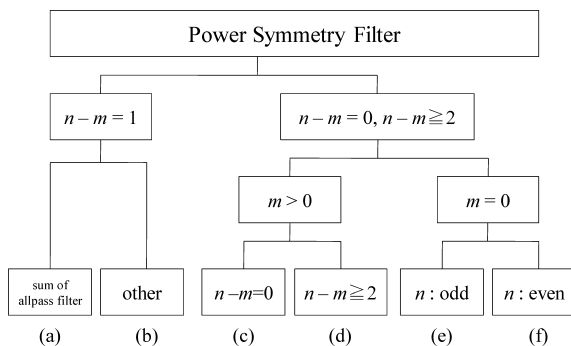 Power Symmetry Filter
n – m = 1
n – m = 0, n – m ≧ 2
m > 0
m = 0
sum of
allpass filter
other
n –m=0
n – m ≧ 2
n : odd
n : even
(a)
(b)
(c)
(d)
(e)
(f)